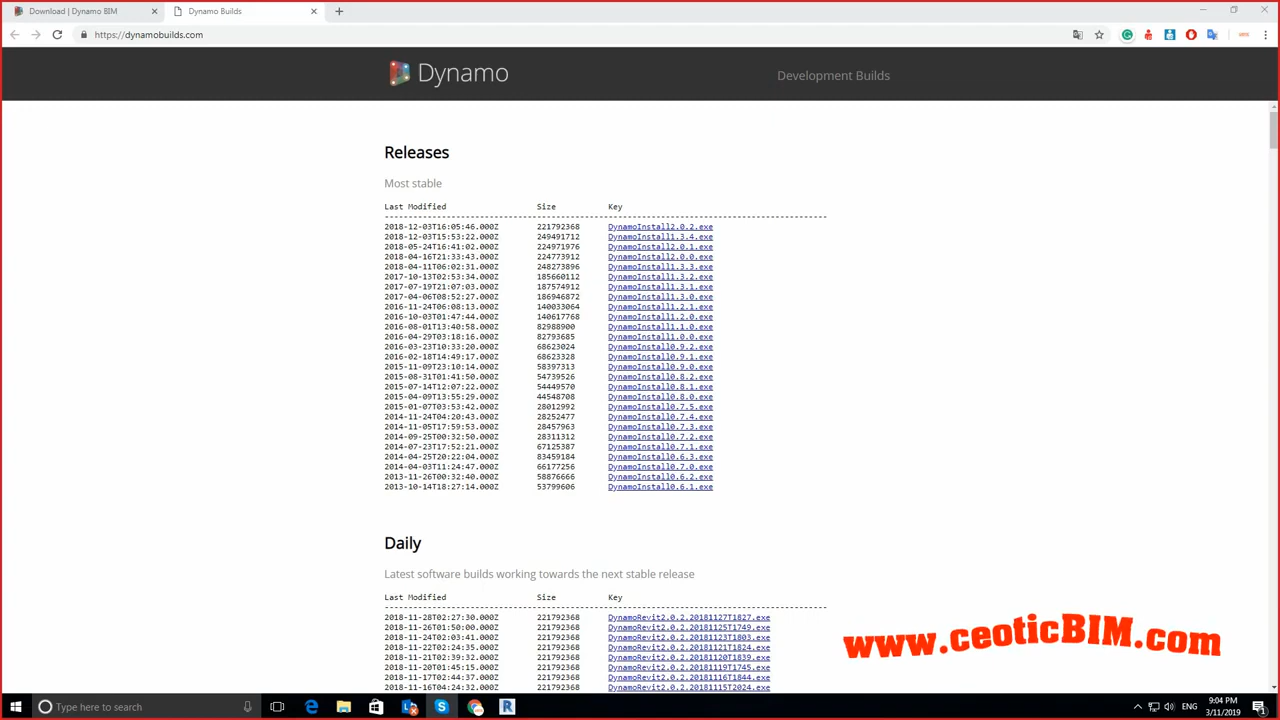 Download | Dynamo BIM
Dynamo Builds
https://dynamobuilds.com
Dynamo
Development Builds
Releases
Most stable
Last Modified Size Key
2018-12-03T16:05:46.000Z 221792368 DynamoInstall2.0.2.exe
2018-12-03T15:53:22.000Z 249491712 DynamoInstall1.3.4.exe
2018-05-24T16:41:02.000Z 224971976 DynamoInstall2.0.1.exe
2018-04-16T21:33:43.000Z 224773912 DynamoInstall2.0.0.exe
2018-04-11T06:02:31.000Z 248273896 DynamoInstall1.3.3.exe
2017-10-13T02:53:34.000Z 185660112 DynamoInstall1.3.2.exe
2017-07-19T21:07:03.000Z 187574912 DynamoInstall1.3.1.exe
2017-04-06T08:52:27.000Z 186946872 DynamoInstall1.3.0.exe
2016-11-24T06:08:13.000Z 140033064 DynamoInstall1.2.1.exe
2016-10-03T01:47:44.000Z 140617768 DynamoInstall1.2.0.exe
2016-08-01T13:40:58.000Z 82988900 DynamoInstall1.1.0.exe
2016-04-29T03:18:16.000Z 82793685 DynamoInstall1.0.0.exe
2016-03-23T10:33:20.000Z 68623024 DynamoInstall0.9.2.exe
2016-02-18T14:49:17.000Z 68623328 DynamoInstall0.9.1.exe
2015-11-09T23:10:14.000Z 58397313 DynamoInstall0.9.0.exe
2015-08-31T01:41:50.000Z 54739526 DynamoInstall0.8.2.exe
2015-07-14T12:07:22.000Z 54449570 DynamoInstall0.8.1.exe
2015-04-09T13:55:29.000Z 44548708 DynamoInstall0.8.0.exe
2015-01-07T03:53:42.000Z 28012992 DynamoInstall0.7.5.exe
2014-11-24T04:20:43.000Z 28252477 DynamoInstall0.7.4.exe
2014-11-05T17:59:53.000Z 28457963 DynamoInstall0.7.3.exe
2014-09-25T00:32:50.000Z 28311312 DynamoInstall0.7.2.exe
2014-07-23T17:52:21.000Z 67125387 DynamoInstall0.7.1.exe
2014-04-25T20:22:04.000Z 83459184 DynamoInstall0.6.3.exe
2014-04-03T11:24:47.000Z 66177256 DynamoInstall0.7.0.exe
2013-11-26T00:32:40.000Z 58876666 DynamoInstall0.6.2.exe
2013-10-14T18:27:14.000Z 53799606 DynamoInstall0.6.1.exe
Daily
Latest software builds working towards the next stable release
Last Modified Size Key
2018-11-28T02:27:30.000Z 221792368 DynamoRevit2.0.2.20181127T1827.exe
2018-11-26T01:50:00.000Z 221792368 DynamoRevit2.0.2.20181125T1749.exe
2018-11-24T02:03:41.000Z 221792368 DynamoRevit2.0.2.20181123T1803.exe
2018-11-22T02:24:35.000Z 221792368 DynamoRevit2.0.2.20181121T1824.exe
2018-11-21T02:39:32.000Z 221792368 DynamoRevit2.0.2.20181120T1839.exe
2018-11-20T01:45:15.000Z 221792368 DynamoRevit2.0.2.20181119T1745.exe
2018-11-17T02:44:37.000Z 221792368 DynamoRevit2.0.2.20181116T1844.exe
2018-11-16T04:24:32.000Z 221792368 DynamoRevit2.0.2.20181115T2024.exe
www.ceoticBIM.com
Type here to search
ENG
9:04 PM
3/11/2019